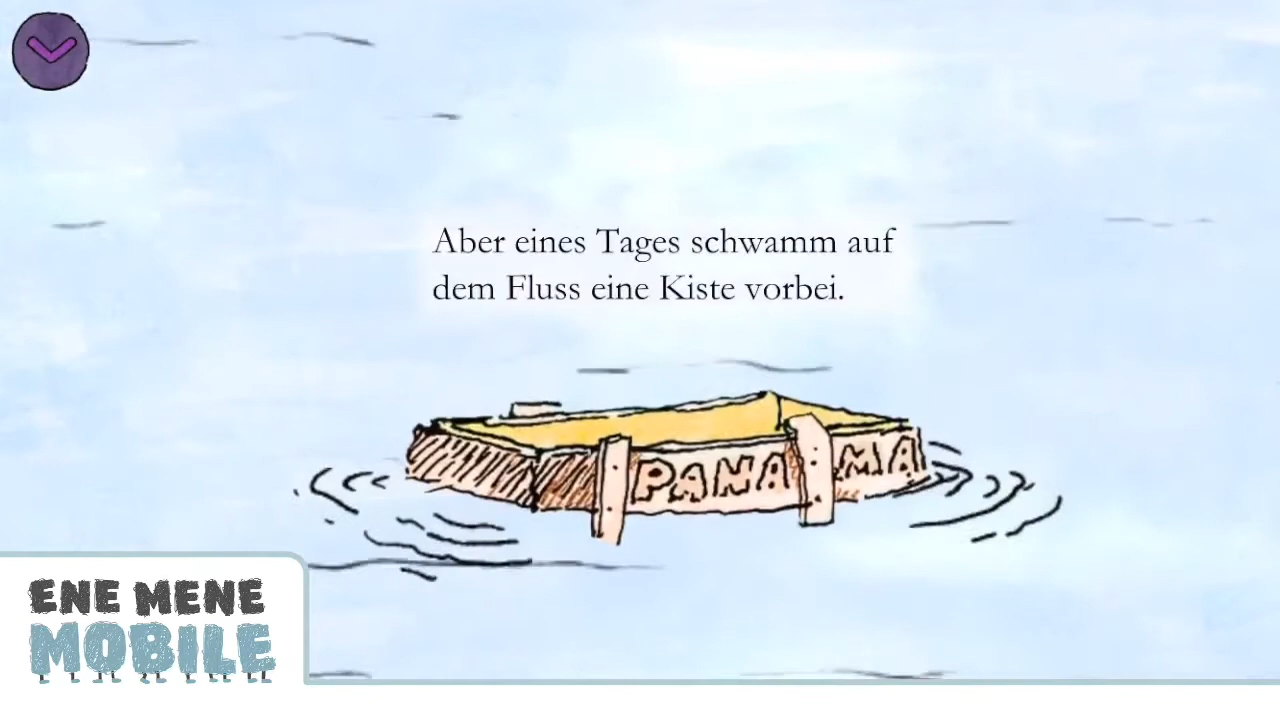 Aber eines Tages schwamm auf
dem Fluss eine Kiste vorbei.
PANAMA
ENE MENE
MOBILE